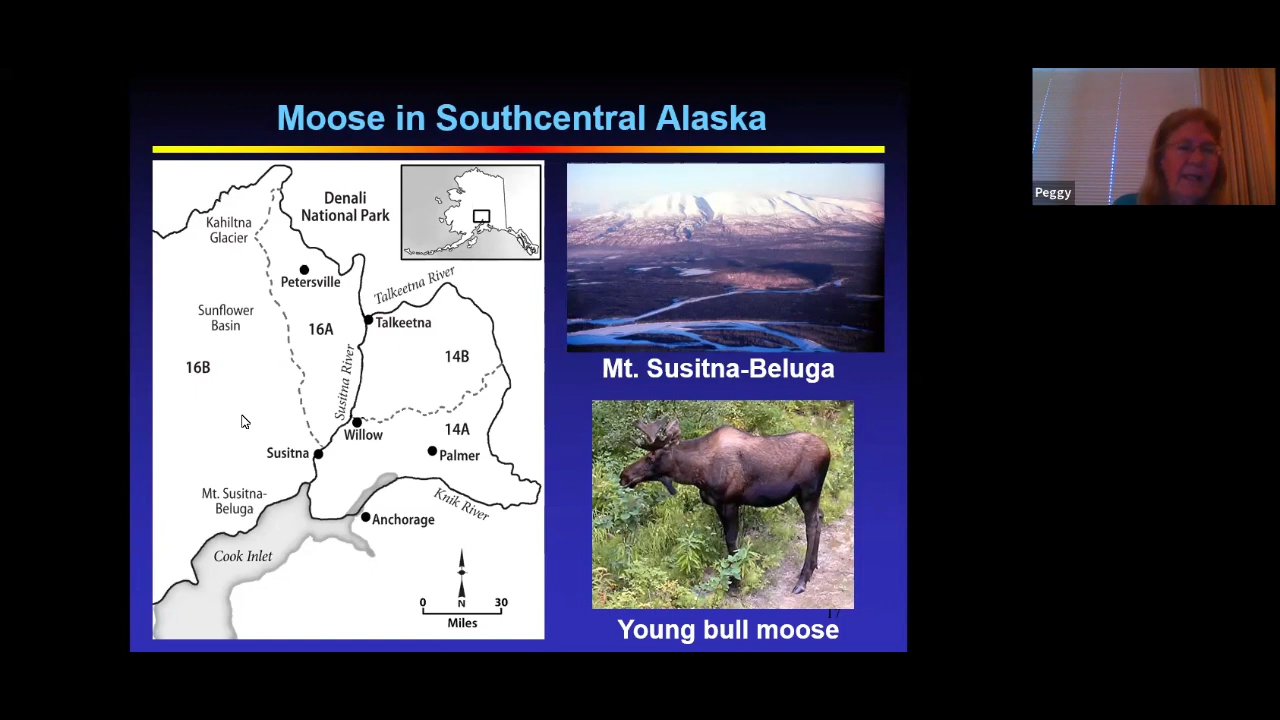 Moose in Southcentral Alaska
Denali
National Park
Kahiltna
Glacier
Petersville
Talkeetna River
Sunflower
Basin
16A
Talkeetna
14B
16B
Susitna River
Willow
14A
Susitna
Palmer
Mt. Susitna-
Beluga
Knik River
Anchorage
Cook Inlet
N
0 30
Miles
Mt. Susitna-Beluga
17
Young bull moose
Peggy